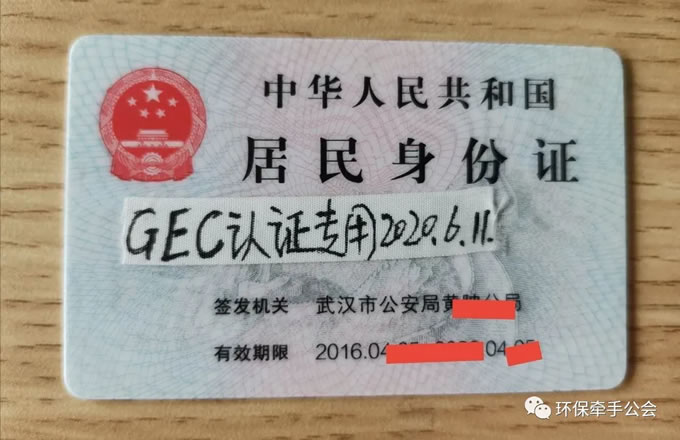 中华人民共和国
居民身份证
GEC认证专用2020.6.11.
签发机关 武汉市公安局黄
有效期限 2016.04 04
环保牵手公会